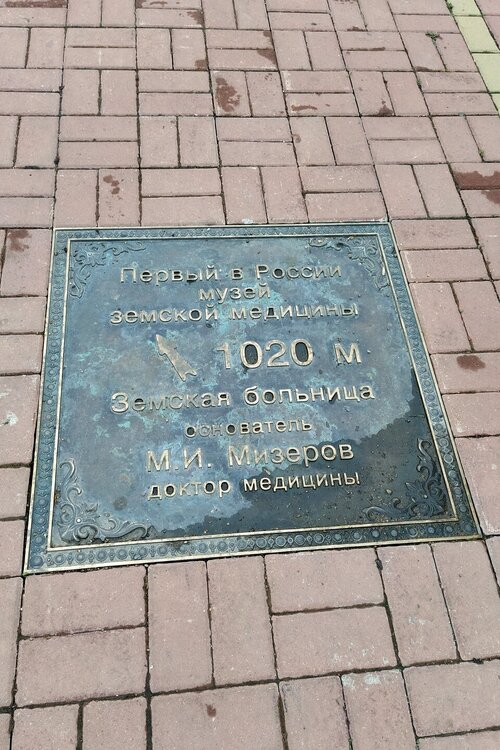 Первый в России
музей
земской медицины
1020 м
Земская больница
основатель
М.И. Мизеров
доктор медицины